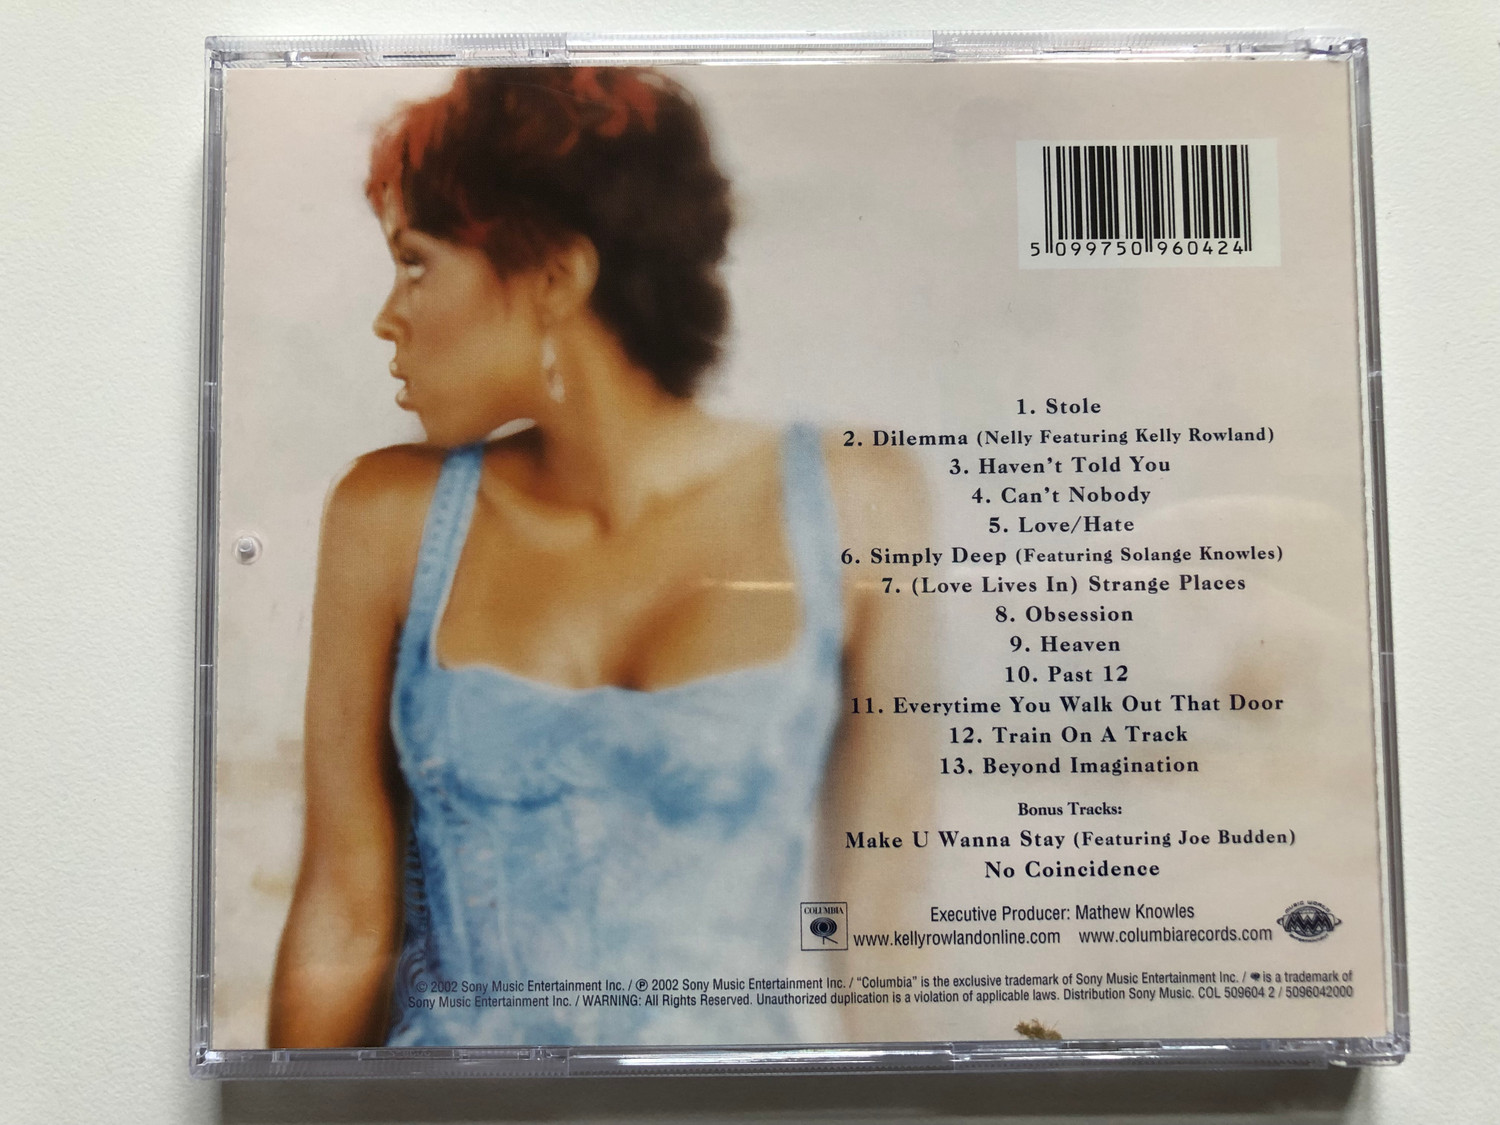 5 099750 960424
1. Stole
2. Dilemma (Nelly Featuring Kelly Rowland)
3. Haven't Told You
4. Can't Nobody
5. Love/Hate
6. Simply Deep (Featuring Solange Knowles)
7. (Love Lives In) Strange Places
8. Obsession
9. Heaven
10. Past 12
11. Everytime You Walk Out That Door
12. Train On A Track
13. Beyond Imagination
Bonus Tracks:
Make U Wanna Stay (Featuring Joe Budden)
No Coincidence
COLUMBIA
Executive Producer: Mathew Knowles
MUSIC WORLD
www.kellyrowlandonline.com www.columbiarecords.com
© 2002 Sony Music Entertainment Inc. / ℗ 2002 Sony Music Entertainment Inc. / "Columbia" is the exclusive trademark of Sony Music Entertainment Inc. / is a trademark of
Sony Music Entertainment Inc. / WARNING: All Rights Reserved. Unauthorized duplication is a violation of applicable laws. Distribution Sony Music. COL 509604 2 / 5096042000